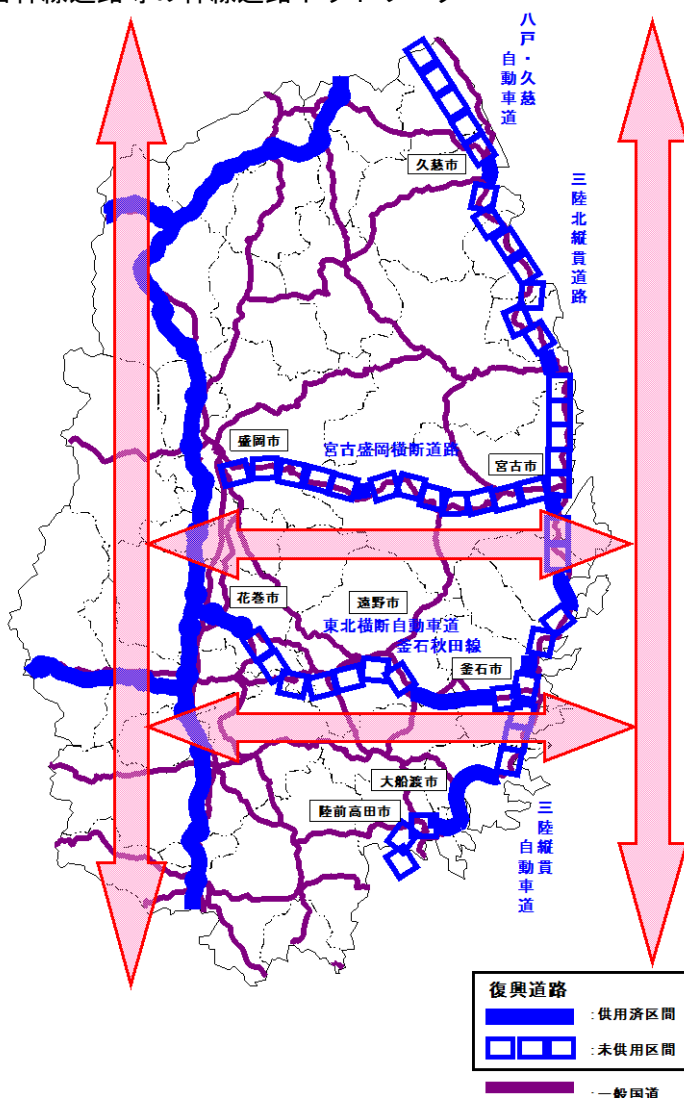 八戸・久慈
自動車道
久慈市
三陸北縦貫道路
盛岡市
宮古盛岡横断道路
宮古市
花巻市
遠野市
東北横断自動車道
釜石秋田線
釜石市
大船渡市
陸前高田市
三陸縦貫
自動車道
復興道路
:供用済区間
:未供用区間
:一般国道